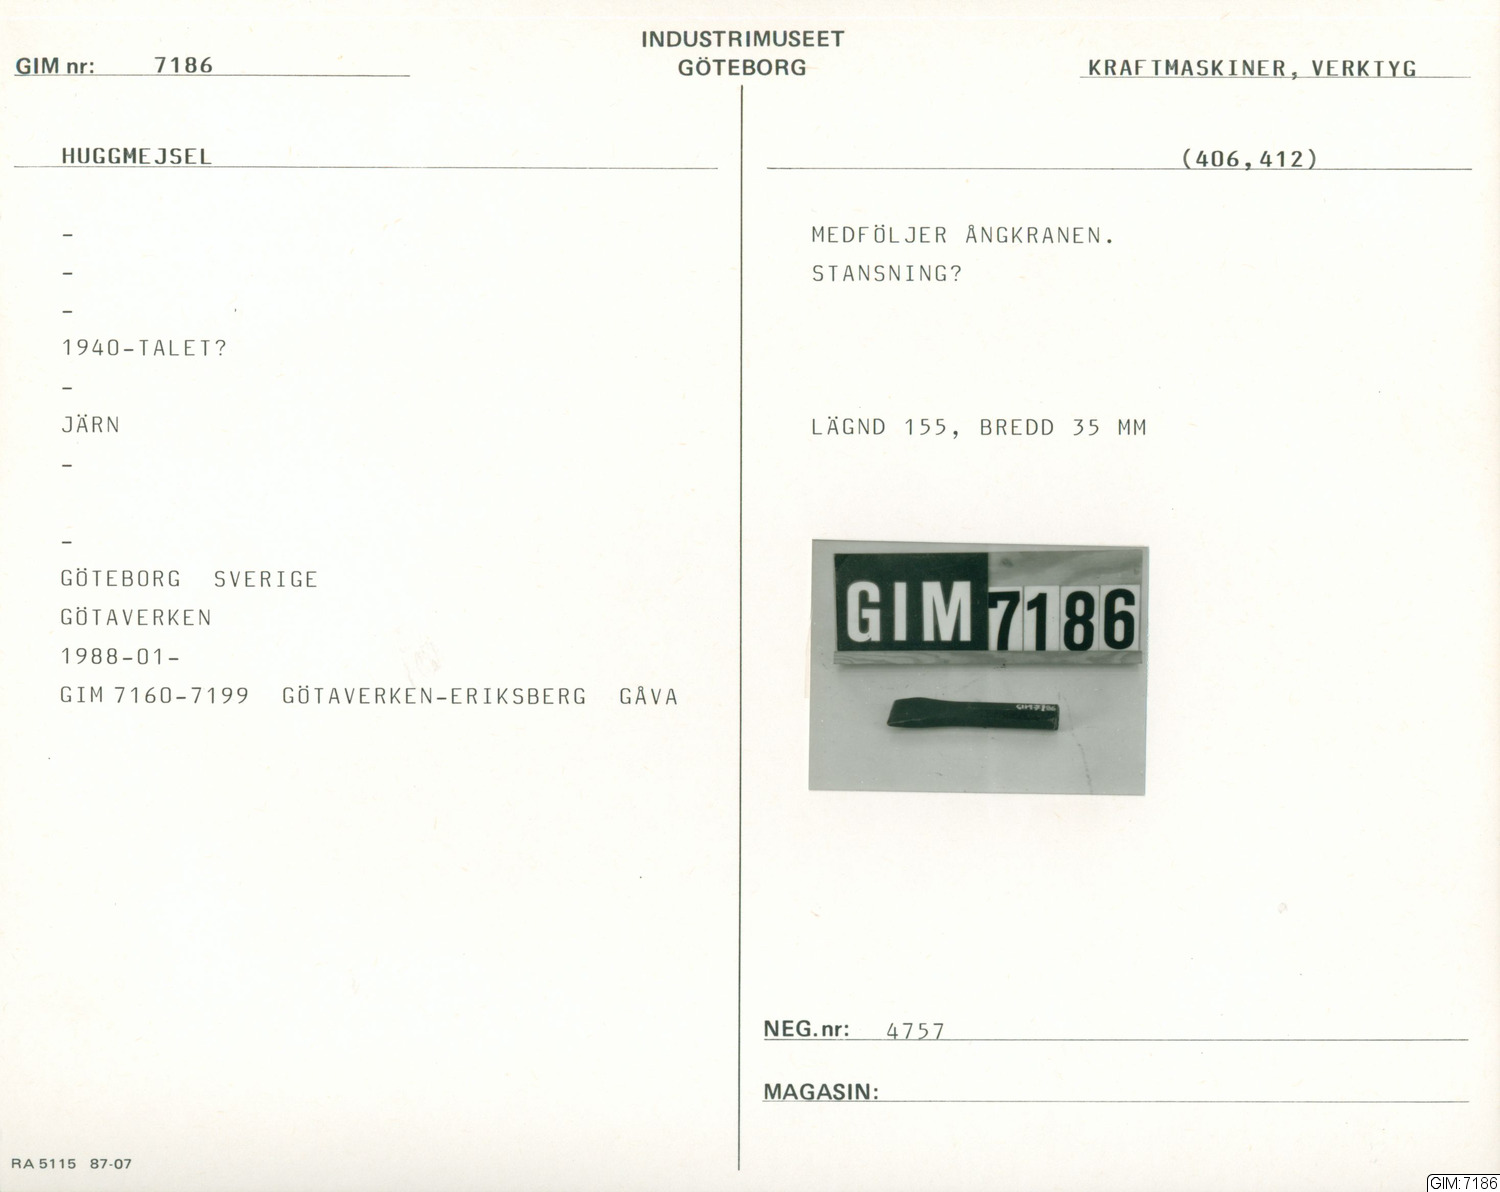 INDUSTRIMUSEET
GÖTEBORG
GIM nr: 7186
KRAFTMASKINER, VERKTYG
HUGGMEJSEL
(406,412)
-
-
-
1940-TALET?
-
JÄRN
-
-
GÖTEBORG SVERIGE
GÖTAVERKEN
1988-01-
GIM 7160-7199 GÖTAVERKEN-ERIKSBERG GÅVA
MEDFÖLJER ÅNGKRANEN.
STANSNING?
LÄGND 155, BREDD 35 MM
GIM 7186
GIM 7186
NEG.nr: 4757
MAGASIN:
RA 5115 87-07
GIM:7186